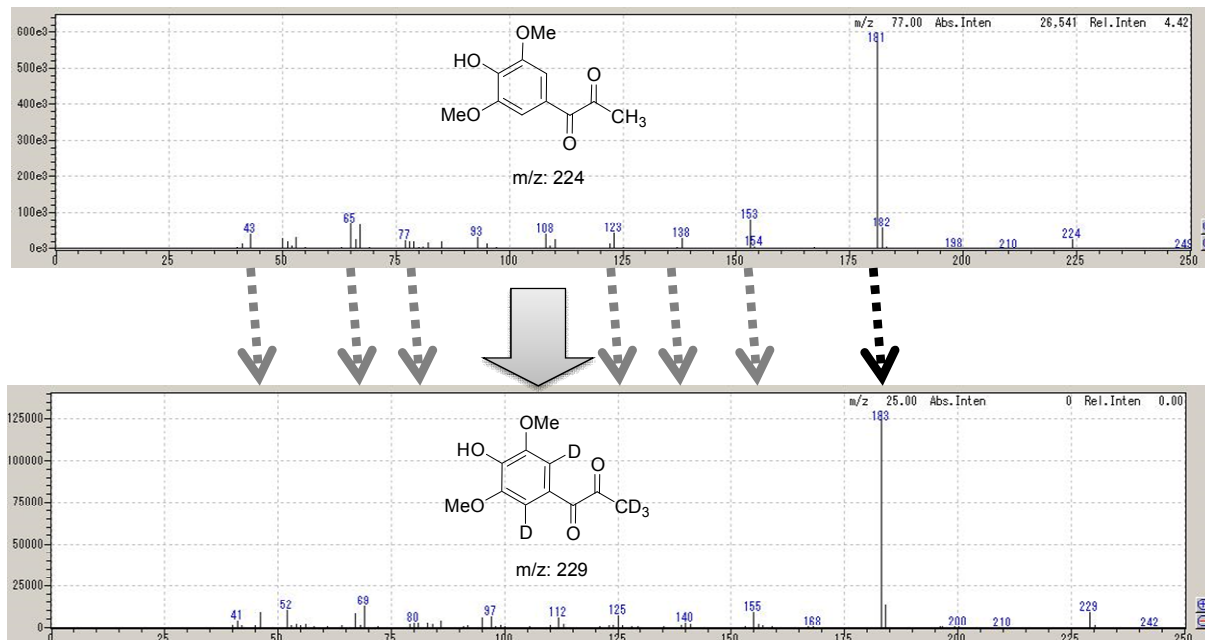 m/z 77.00 Abs.Inten 26,541 Rel.Inten 4.42
600e3
500e3
400e3
300e3
200e3
100e3
0e3
181
OMe
HO
O
MeO
CH3
O
m/z: 224
43
65
77
93
108
123
138
153
154
182
198
210
224
249
0 25 50 75 100 125 150 175 200 225 250
m/z 25.00 Abs.Inten 0 Rel.Inten 0.00
125000
100000
75000
50000
25000
0
183
OMe
HO
D
O
MeO
CD3
D
O
m/z: 229
41
52
69
80
97
112
125
140
155
168
200
210
229
242
0 25 50 75 100 125 150 175 200 225 250